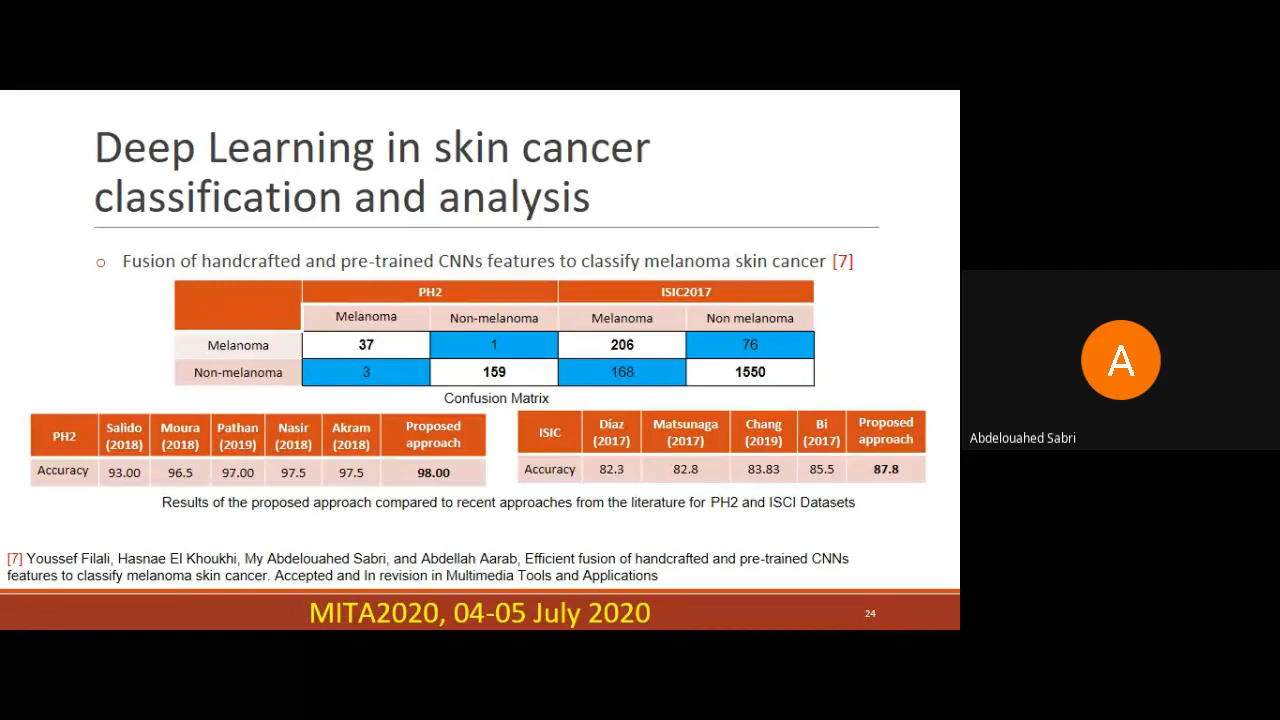 Deep Learning in skin cancer
classification and analysis
o Fusion of handcrafted and pre-trained CNNs features to classify melanoma skin cancer [7]
PH2 ISIC2017
Melanoma Non-melanoma Melanoma Non melanoma
Melanoma 37 1 206 76
Non-melanoma 3 159 168 1550
Confusion Matrix
PH2 Salido (2018) Moura (2018) Pathan (2019) Nasir (2018) Akram (2018) Proposed approach
Accuracy 93.00 96.5 97.00 97.5 97.5 98.00
ISIC Díaz (2017) Matsunaga (2017) Chang (2019) Bi (2017) Proposed approach
Accuracy 82.3 82.8 83.83 85.5 87.8
Results of the proposed approach compared to recent approaches from the literature for PH2 and ISCI Datasets
[7] Youssef Filali, Hasnae El Khoukhi, My Abdelouahed Sabri, and Abdellah Aarab, Efficient fusion of handcrafted and pre-trained CNNs
features to classify melanoma skin cancer. Accepted and In revision in Multimedia Tools and Applications
MITA2020, 04-05 July 2020
24
A
Abdelouahed Sabri